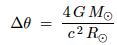 Δθ = 4 G M⊙ / c² R⊙